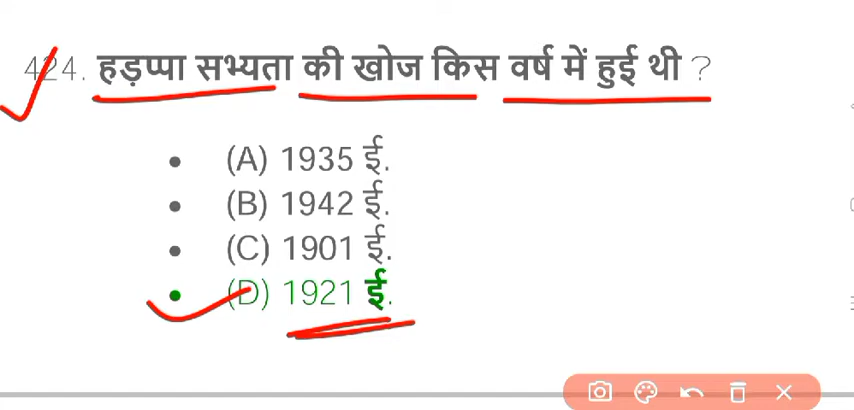 424. हड़प्पा सभ्यता की खोज किस वर्ष में हुई थी ?
• (A) 1935 ई.
• (B) 1942 ई.
• (C) 1901 ई.
• (D) 1921 ई.